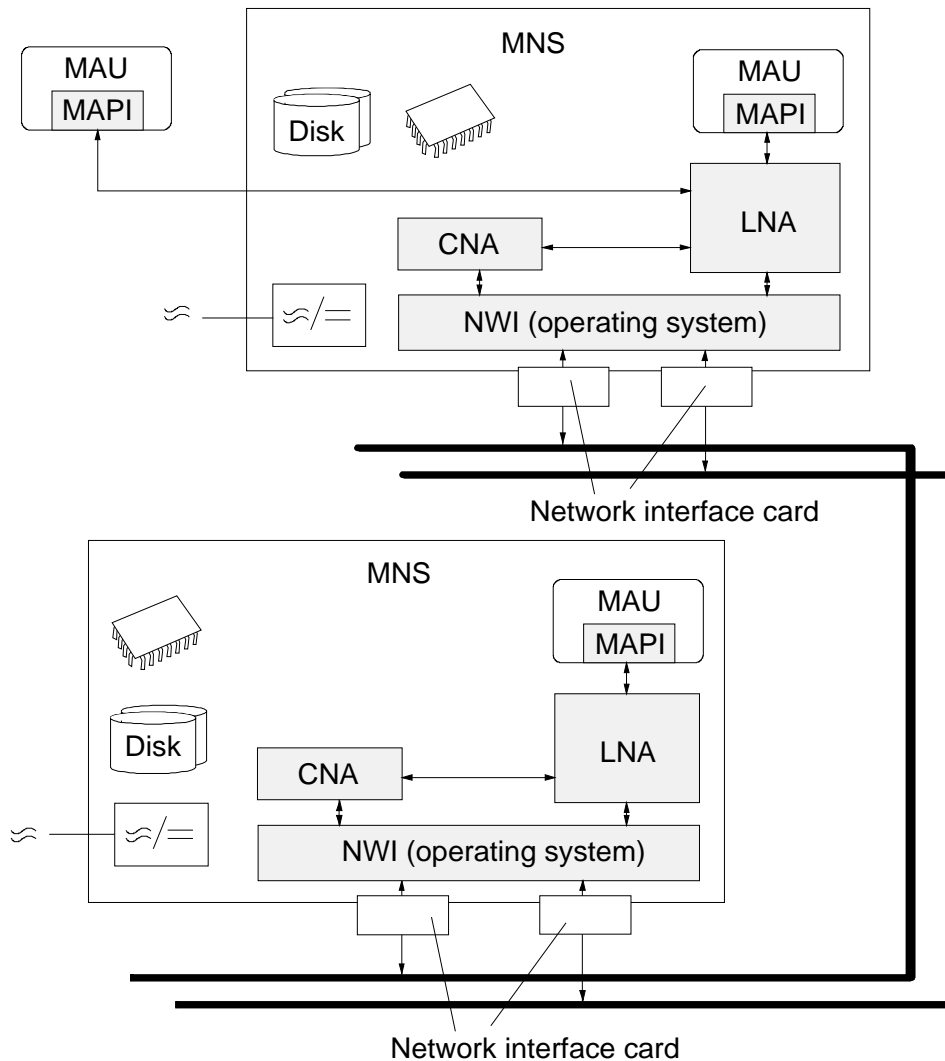 MNS
MAU
MAPI
MAU
MAPI
Disk
LNA
CNA
≈/=
≈
NWI (operating system)
Network interface card
MNS
MAU
MAPI
Disk
LNA
CNA
≈
≈/=
NWI (operating system)
Network interface card